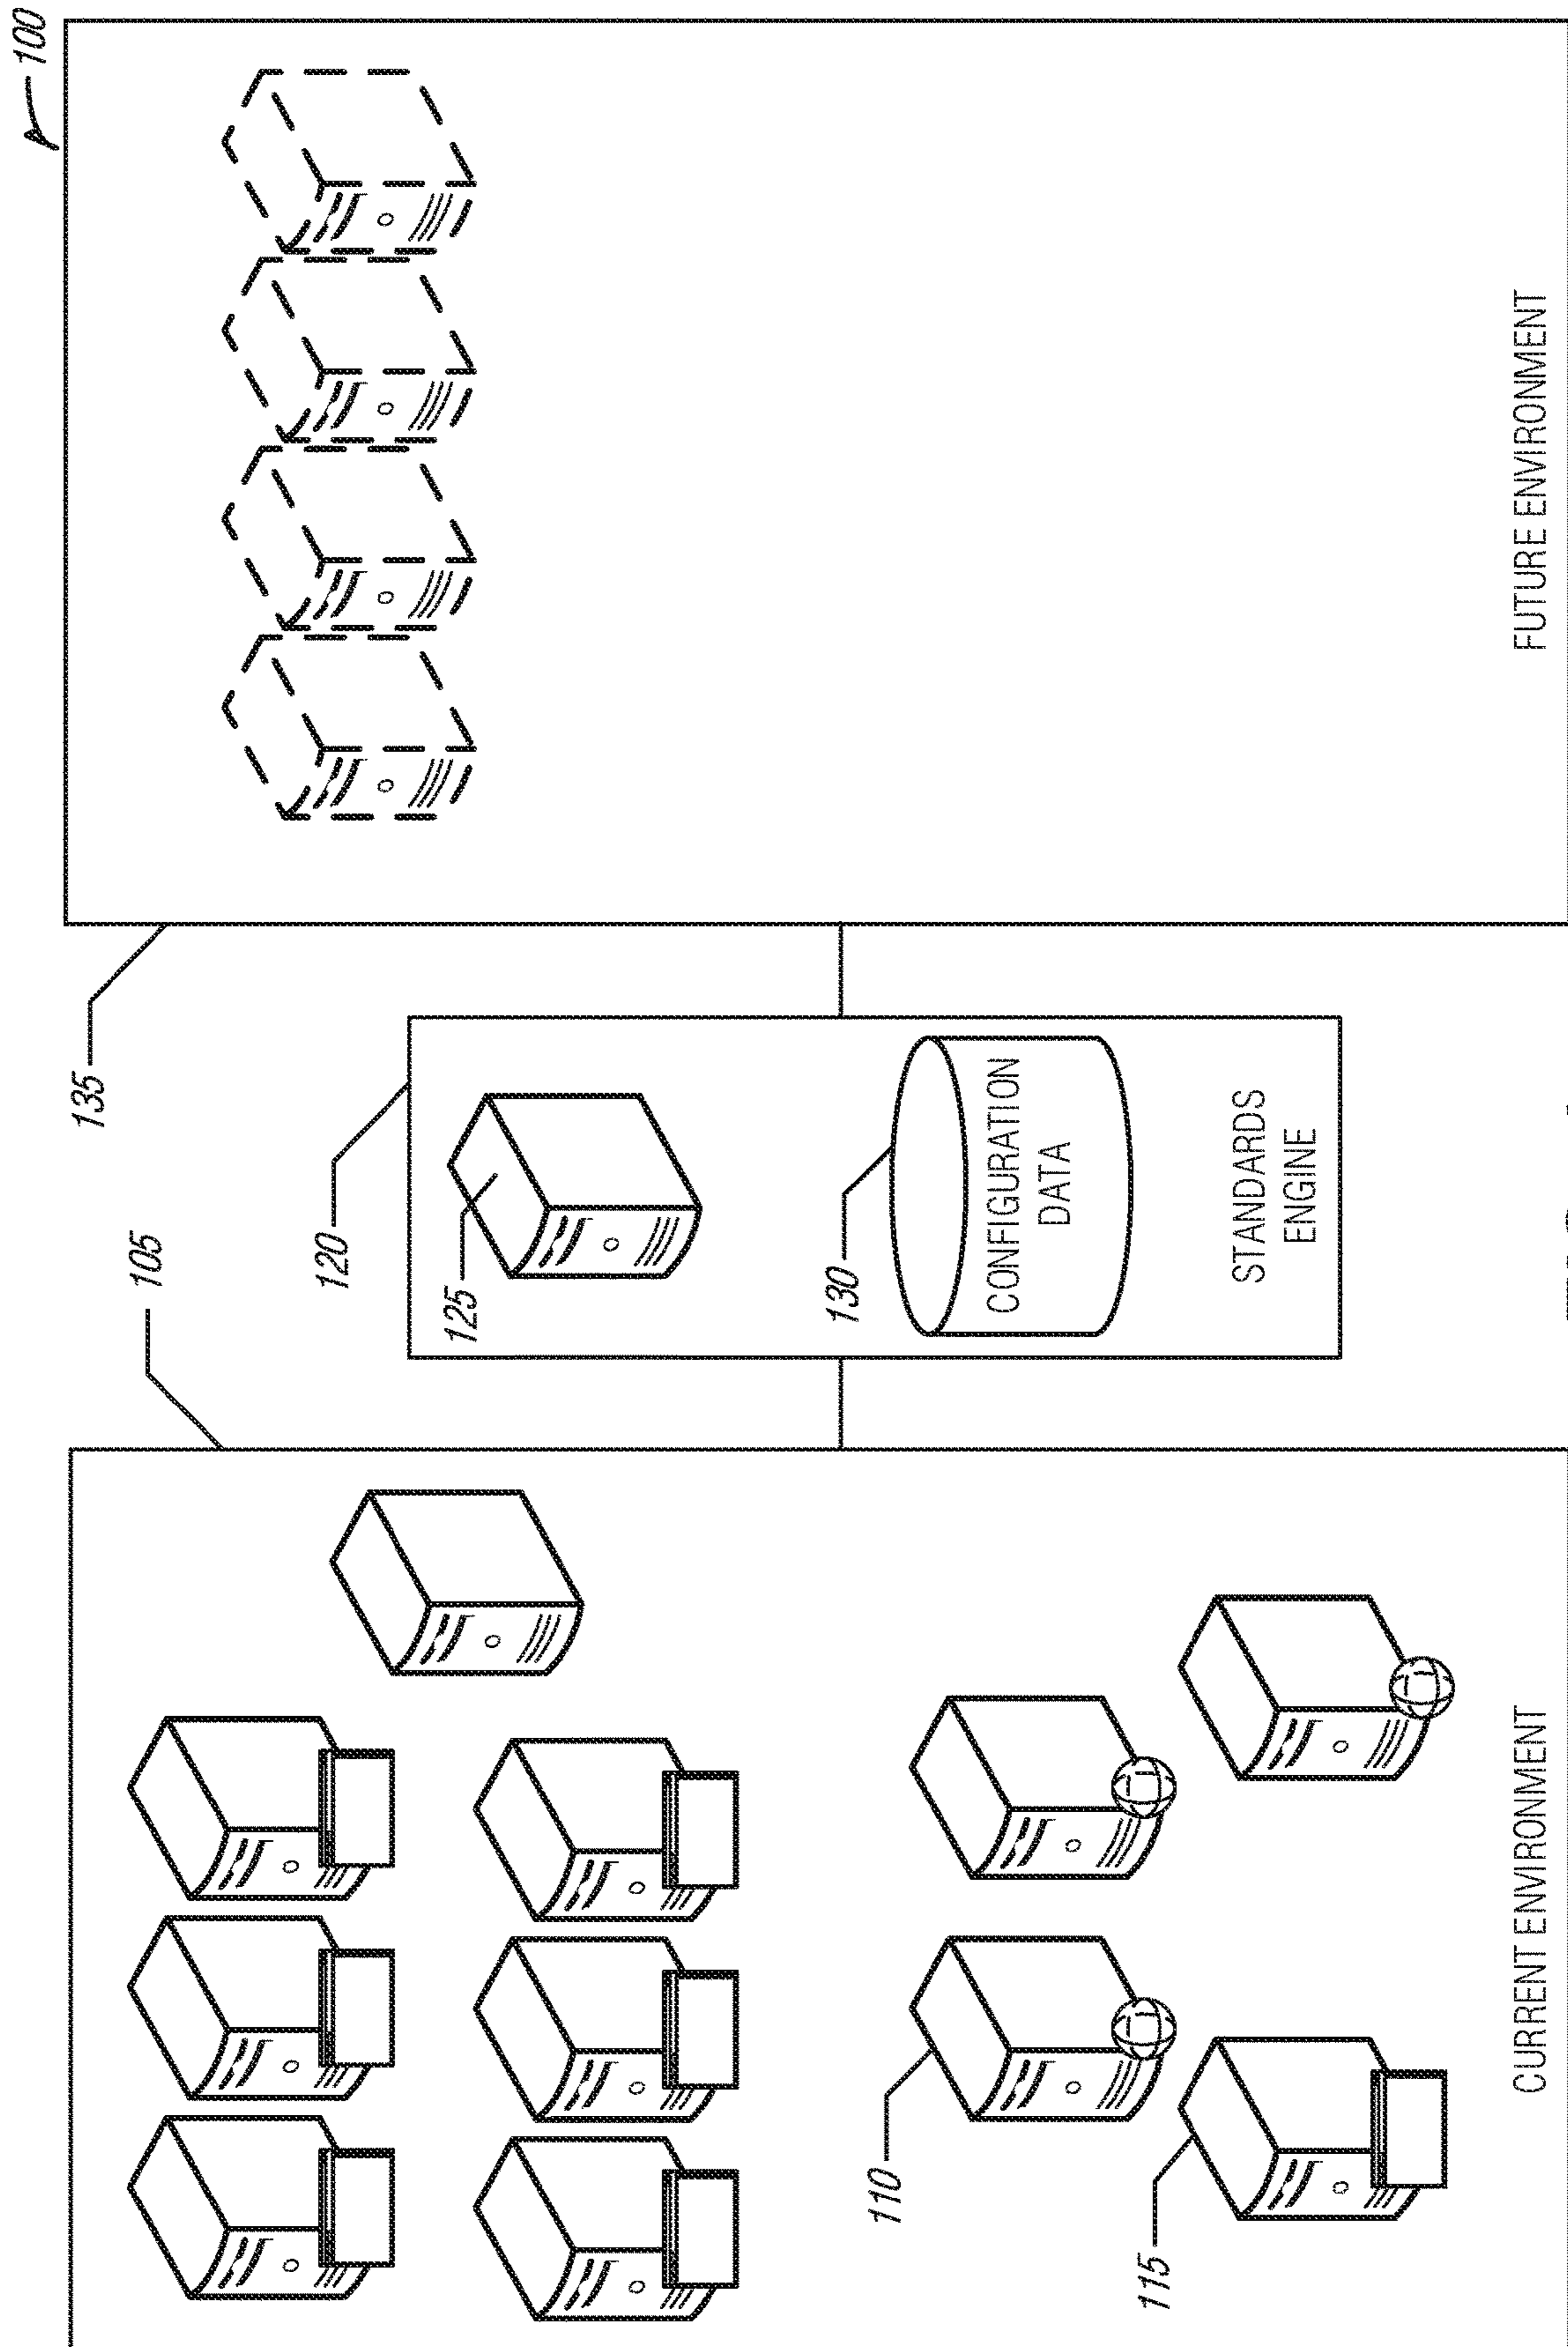 100
135
105
120
125
130
CONFIGURATION
DATA
STANDARDS
ENGINE
110
115
CURRENT ENVIRONMENT
FUTURE ENVIRONMENT